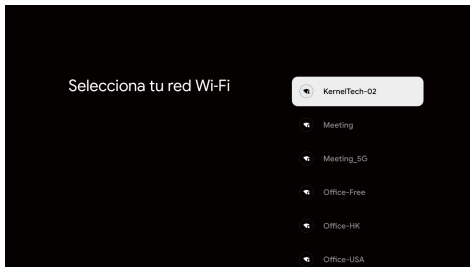 Selecciona tu red Wi-Fi
KernelTech-02
Meeting
Meeting_5G
Office-Free
Office-HK
Office-USA